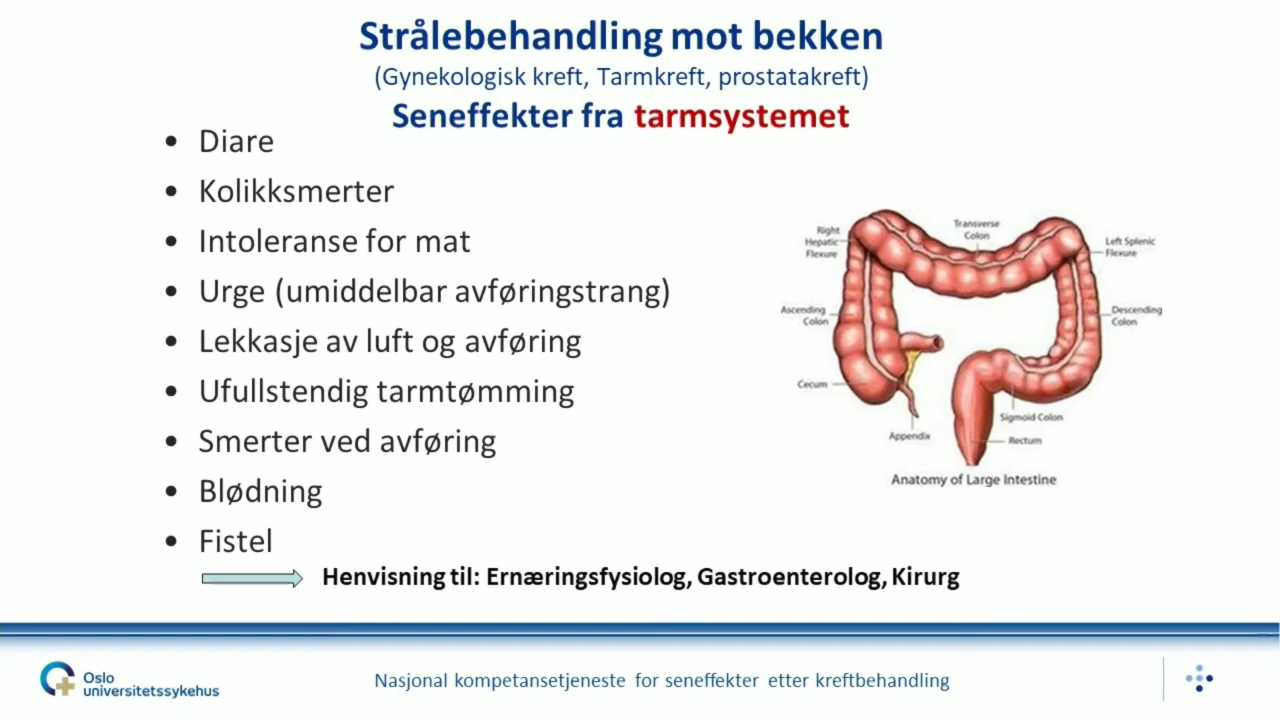 Strålebehandling mot bekken
(Gynekologisk kreft, Tarmkreft, prostatakreft)
Seneffekter fra tarmsystemet
• Diare
• Kolikksmerter
• Intoleranse for mat
• Urge (umiddelbar avføringstrang)
• Lekkasje av luft og avføring
• Ufullstendig tarmtømming
• Smerter ved avføring
• Blødning
• Fistel
Henvisning til: Ernæringsfysiolog, Gastroenterolog, Kirurg
Right
Hepatic
Flexure
Transverse
Colon
Left Splenic
Flexure
Ascending
Colon
Descending
Colon
Cecum
Sigmoid Colon
Appendix
Rectum
Anatomy of Large Intestine
Oslo
universitetssykehus
Nasjonal kompetansetjeneste for seneffekter etter kreftbehandling